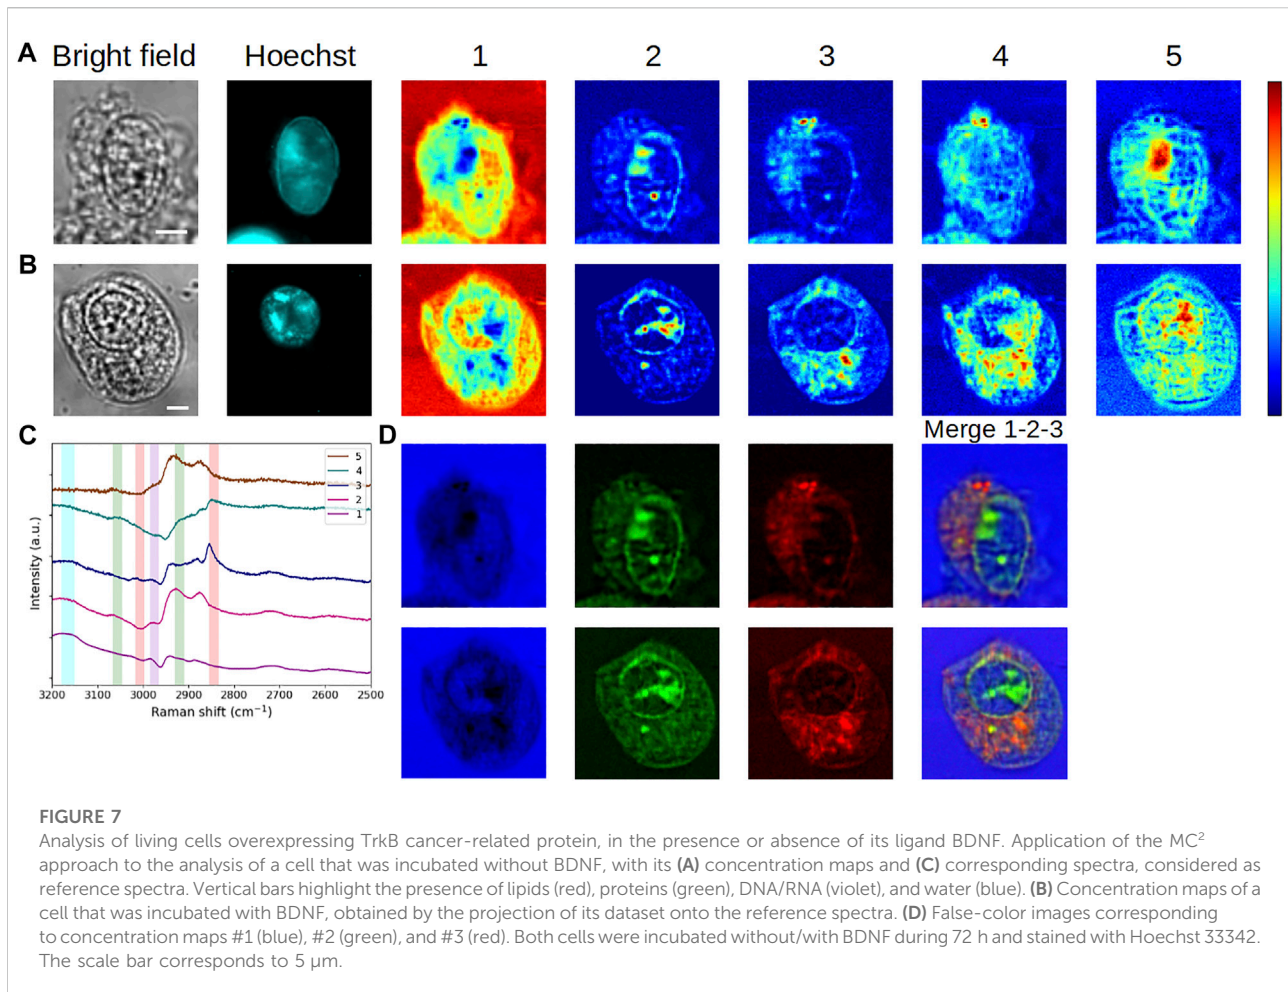 A Bright field Hoechst 1 2 3 4 5
B
C D Merge 1-2-3
5
4
3
2
1
Intensity (a.u.)
3200 3100 3000 2900 2800 2700 2600 2500
Raman shift (cm⁻¹)
FIGURE 7
Analysis of living cells overexpressing TrkB cancer-related protein, in the presence or absence of its ligand BDNF. Application of the MC²
approach to the analysis of a cell that was incubated without BDNF, with its (A) concentration maps and (C) corresponding spectra, considered as
reference spectra. Vertical bars highlight the presence of lipids (red), proteins (green), DNA/RNA (violet), and water (blue). (B) Concentration maps of a
cell that was incubated with BDNF, obtained by the projection of its dataset onto the reference spectra. (D) False-color images corresponding
to concentration maps #1 (blue), #2 (green), and #3 (red). Both cells were incubated without/with BDNF during 72 h and stained with Hoechst 33342.
The scale bar corresponds to 5 µm.